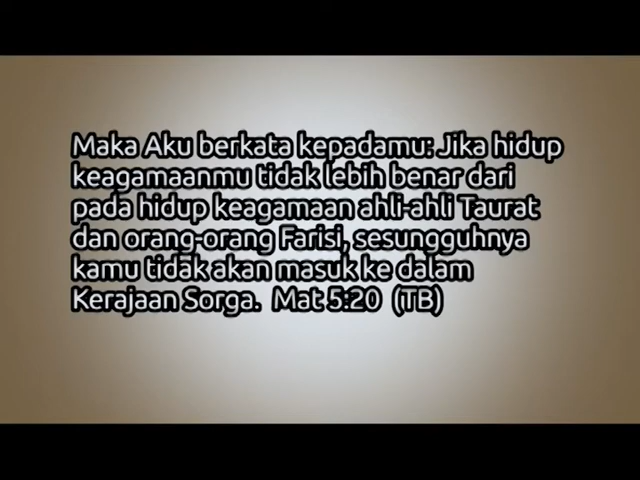 Maka Aku berkata kepadamu: Jika hidup
keagamaanmu tidak lebih benar dari
pada hidup keagamaan ahli-ahli Taurat
dan orang-orang Farisi, sesungguhnya
kamu tidak akan masuk ke dalam
Kerajaan Sorga.  Mat 5:20  (TB)